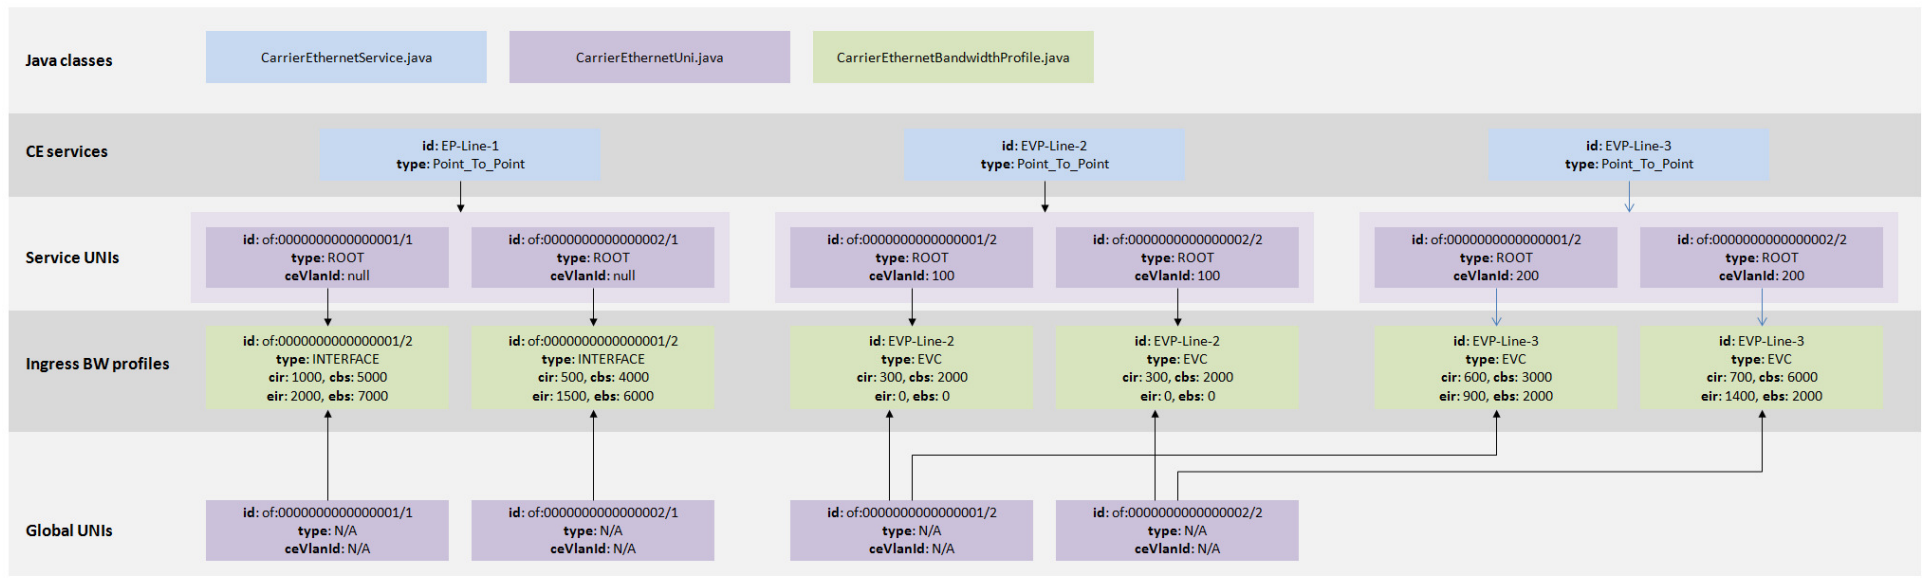 Java classes
CarrierEthernetService.java
CarrierEthernetUni.java
CarrierEthernetBandwidthProfile.java
CE services
id: EP-Line-1
type: Point_To_Point
id: EVP-Line-2
type: Point_To_Point
id: EVP-Line-3
type: Point_To_Point
Service UNIs
id: of:0000000000000001/1
type: ROOT
ceVlanId: null
id: of:0000000000000002/1
type: ROOT
ceVlanId: null
id: of:0000000000000001/2
type: ROOT
ceVlanId: 100
id: of:0000000000000002/2
type: ROOT
ceVlanId: 100
id: of:0000000000000001/2
type: ROOT
ceVlanId: 200
id: of:0000000000000002/2
type: ROOT
ceVlanId: 200
Ingress BW profiles
id: of:0000000000000001/2
type: INTERFACE
cir: 1000, cbs: 5000
eir: 2000, ebs: 7000
id: of:0000000000000001/2
type: INTERFACE
cir: 500, cbs: 4000
eir: 1500, ebs: 6000
id: EVP-Line-2
type: EVC
cir: 300, cbs: 2000
eir: 0, ebs: 0
id: EVP-Line-2
type: EVC
cir: 300, cbs: 2000
eir: 0, ebs: 0
id: EVP-Line-3
type: EVC
cir: 600, cbs: 3000
eir: 900, ebs: 2000
id: EVP-Line-3
type: EVC
cir: 700, cbs: 6000
eir: 1400, ebs: 2000
Global UNIs
id: of:0000000000000001/1
type: N/A
ceVlanId: N/A
id: of:0000000000000002/1
type: N/A
ceVlanId: N/A
id: of:0000000000000001/2
type: N/A
ceVlanId: N/A
id: of:0000000000000002/2
type: N/A
ceVlanId: N/A